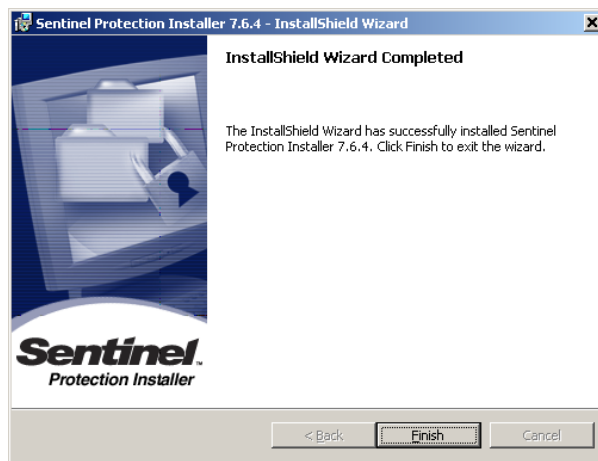 Sentinel Protection Installer 7.6.4 - InstallShield Wizard
InstallShield Wizard Completed
The InstallShield Wizard has successfully installed Sentinel
Protection Installer 7.6.4. Click Finish to exit the wizard.
Sentinel™
Protection Installer
< Back
Finish
Cancel